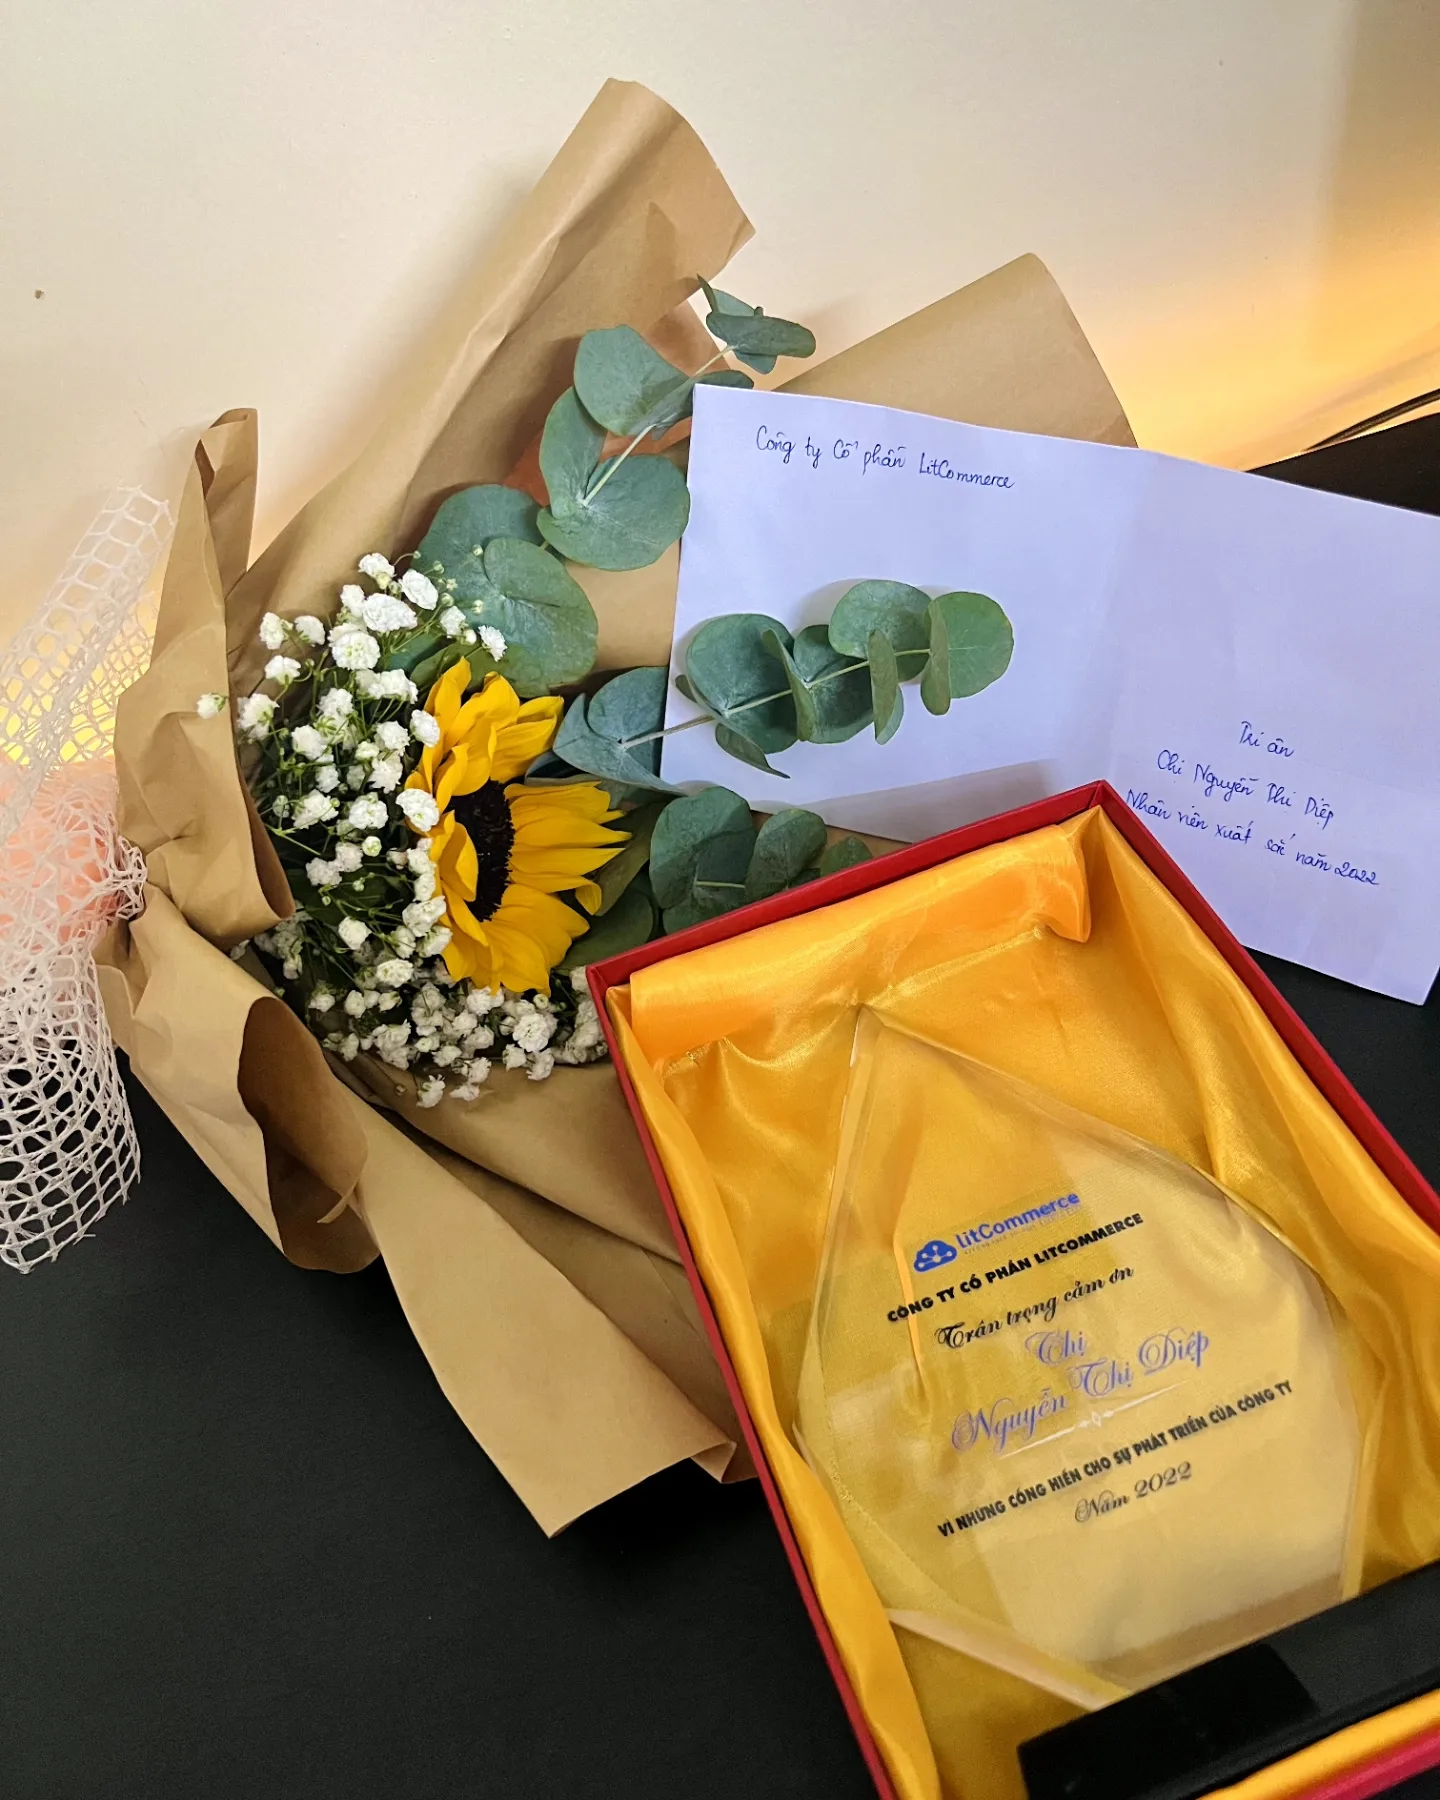 Công ty Cổ phần LitCommerce
Tri ân
Chị Nguyễn Thị Diệp
Nhân viên xuất sắc năm 2022
LitCommerce
CÔNG TY CỔ PHẦN LITCOMMERCE
Trân trọng cảm ơn
Chị
Nguyễn Thị Diệp
VÌ NHỮNG CỐNG HIẾN CHO SỰ PHÁT TRIỂN CỦA CÔNG TY
Năm 2022